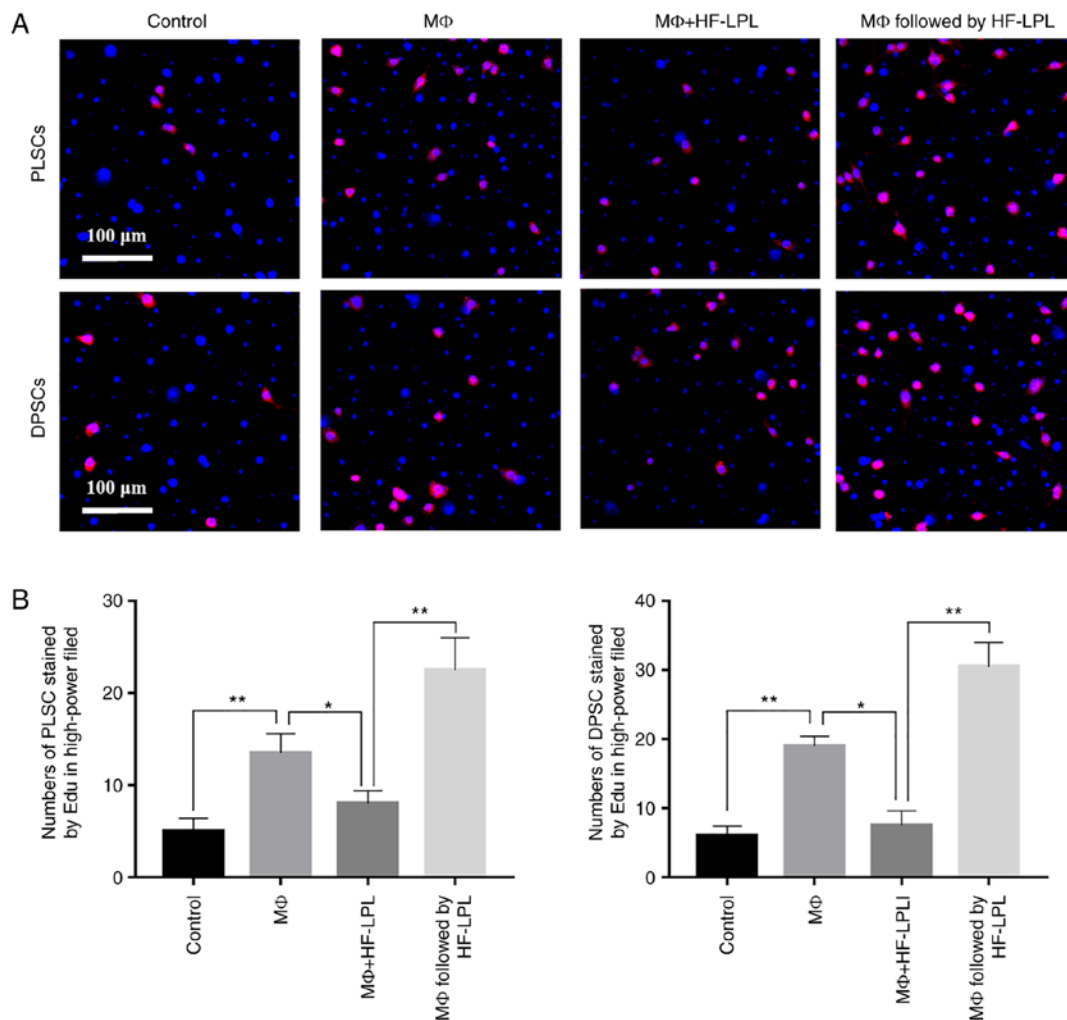 A
Control
MΦ
MΦ+HF-LPL
MΦ followed by HF-LPL
PLSCs
100 μm
DPSCs
100 μm
B
Numbers of PLSC stained
by Edu in high-power filed
30
20
10
0
**
*
**
Control
MΦ
MΦ+HF-LPL
MΦ followed by
HF-LPL
Numbers of DPSC stained
by Edu in high-power filed
40
30
20
10
0
**
*
**
Control
MΦ
MΦ+HF-LPLI
MΦ followed by
HF-LPL